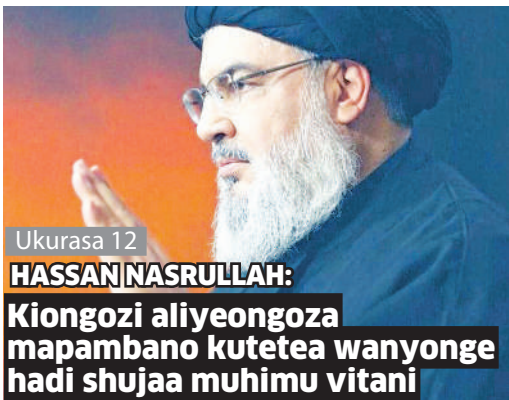 Ukurasa 12
HASSAN NASRULLAH:
Kiongozi aliyeongoza
mapambano kutetea wanyonge
hadi shujaa muhimu vitani